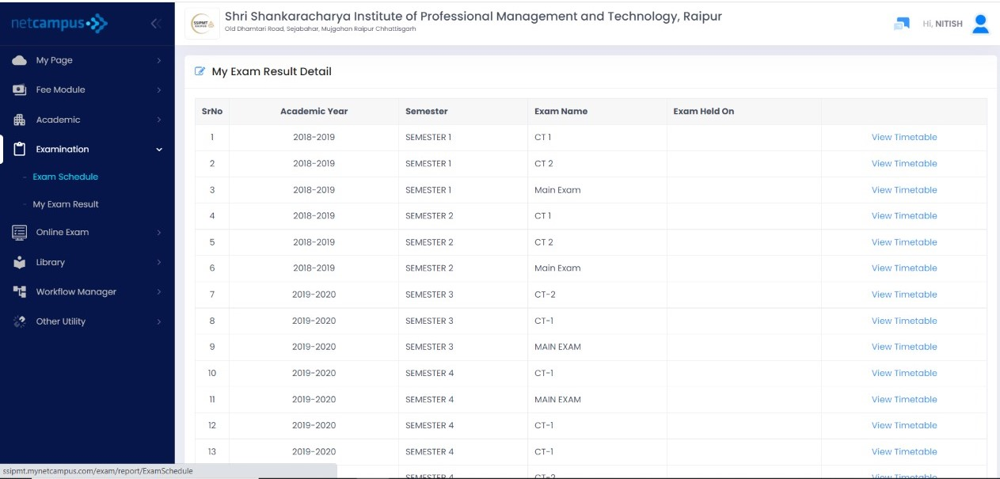 netcampus
Shri Shankaracharya Institute of Professional Management and Technology, Raipur
Old Dhamtari Road, Sejabahar, Mujgahan Raipur Chhattisgarh
Hi, NITISH
My Page
Fee Module
Academic
Examination
- Exam Schedule
- My Exam Result
Online Exam
Library
Workflow Manager
Other Utility
My Exam Result Detail
SrNo Academic Year Semester Exam Name Exam Held On
1 2018-2019 SEMESTER 1 CT 1 View Timetable
2 2018-2019 SEMESTER 1 CT 2 View Timetable
3 2018-2019 SEMESTER 1 Main Exam View Timetable
4 2018-2019 SEMESTER 2 CT 1 View Timetable
5 2018-2019 SEMESTER 2 CT 2 View Timetable
6 2018-2019 SEMESTER 2 Main Exam View Timetable
7 2019-2020 SEMESTER 3 CT-2 View Timetable
8 2019-2020 SEMESTER 3 CT-1 View Timetable
9 2019-2020 SEMESTER 3 MAIN EXAM View Timetable
10 2019-2020 SEMESTER 4 CT-1 View Timetable
11 2019-2020 SEMESTER 4 MAIN EXAM View Timetable
12 2019-2020 SEMESTER 4 CT-1 View Timetable
13 2019-2020 SEMESTER 4 CT-1 View Timetable
2019-2020 SEMESTER 4 CT-2 View Timetable
ssipmt.mynetcampus.com/exam/report/ExamSchedule